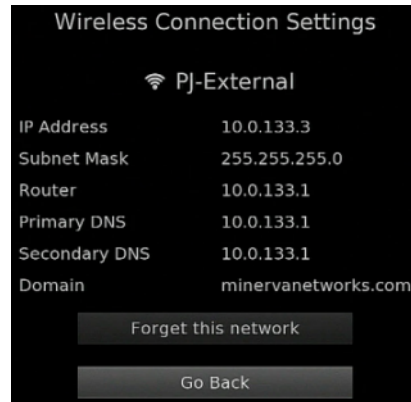 Wireless Connection Settings
PJ-External
IP Address 10.0.133.3
Subnet Mask 255.255.255.0
Router 10.0.133.1
Primary DNS 10.0.133.1
Secondary DNS 10.0.133.1
Domain minervanetworks.com
Forget this network
Go Back